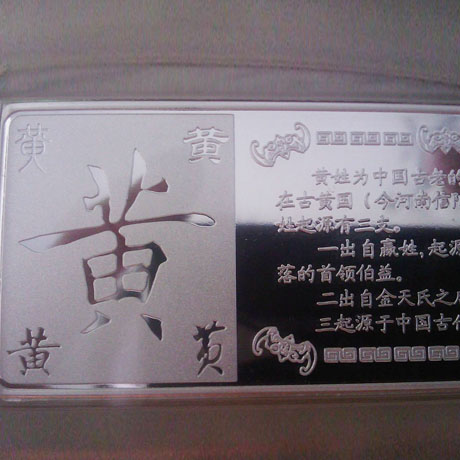 黄 黄
黄
黄 黄
黄姓为中国古老的
在古黄国（今河南信阳
姓起源有三支。
一出自嬴姓，起源
落的首领伯益。
二出自金天氏之后
三起源于中国古代